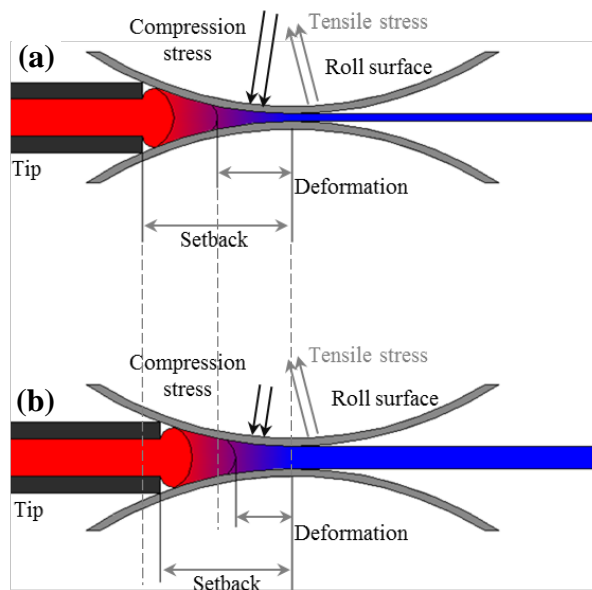 (a)
Compression
stress
Tensile stress
Roll surface
Tip
Deformation
Setback
(b)
Compression
stress
Tensile stress
Roll surface
Tip
Deformation
Setback